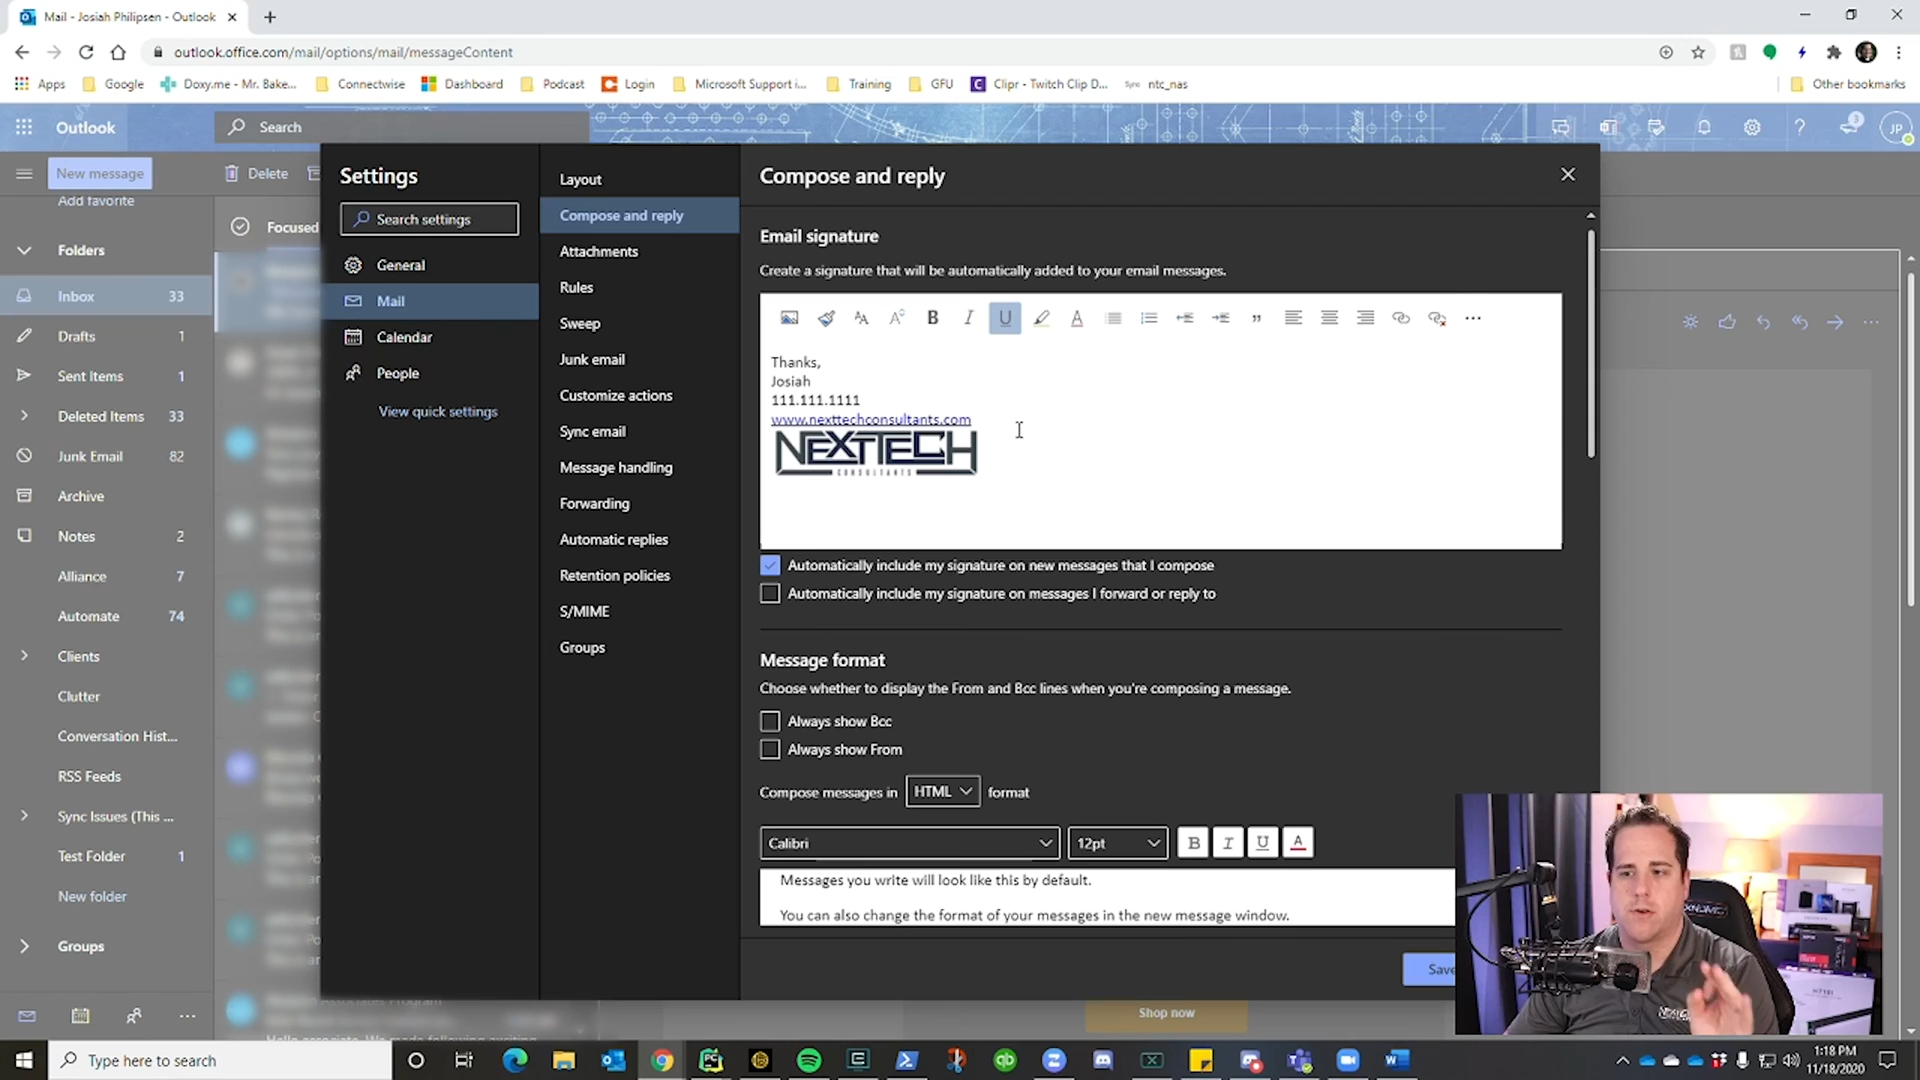 Mail - Josiah Philipsen - Outlook
outlook.office.com/mail/options/mail/messageContent
Apps
Google
Doxy.me - Mr. Bake...
Connectwise
Dashboard
Podcast
Login
Microsoft Support i...
Training
GFU
Clipr - Twitch Clip D...
Sync ntc_nas
Other bookmarks
Outlook
Search
3
JP
New message
Delete
Add favorite
Focused
Folders
Inbox 33
Drafts 1
Sent Items 1
Deleted Items 33
Junk Email 82
Archive
Notes 2
Alliance 7
Automate 74
Clients
Clutter
Conversation Hist...
RSS Feeds
Sync Issues (This ...
Test Folder 1
New folder
Groups
Settings
Search settings
General
Mail
Calendar
People
View quick settings
Layout
Compose and reply
Attachments
Rules
Sweep
Junk email
Customize actions
Sync email
Message handling
Forwarding
Automatic replies
Retention policies
S/MIME
Groups
Compose and reply
Email signature
Create a signature that will be automatically added to your email messages.
Thanks,
Josiah
111.111.1111
www.nexttechconsultants.com
NEXTTECH
CONSULTANTS
Automatically include my signature on new messages that I compose
Automatically include my signature on messages I forward or reply to
Message format
Choose whether to display the From and Bcc lines when you're composing a message.
Always show Bcc
Always show From
Compose messages in HTML format
Calibri 12pt B I U A
Messages you write will look like this by default.
You can also change the format of your messages in the new message window.
Save
Shop now
Type here to search
1:18 PM
11/18/2020